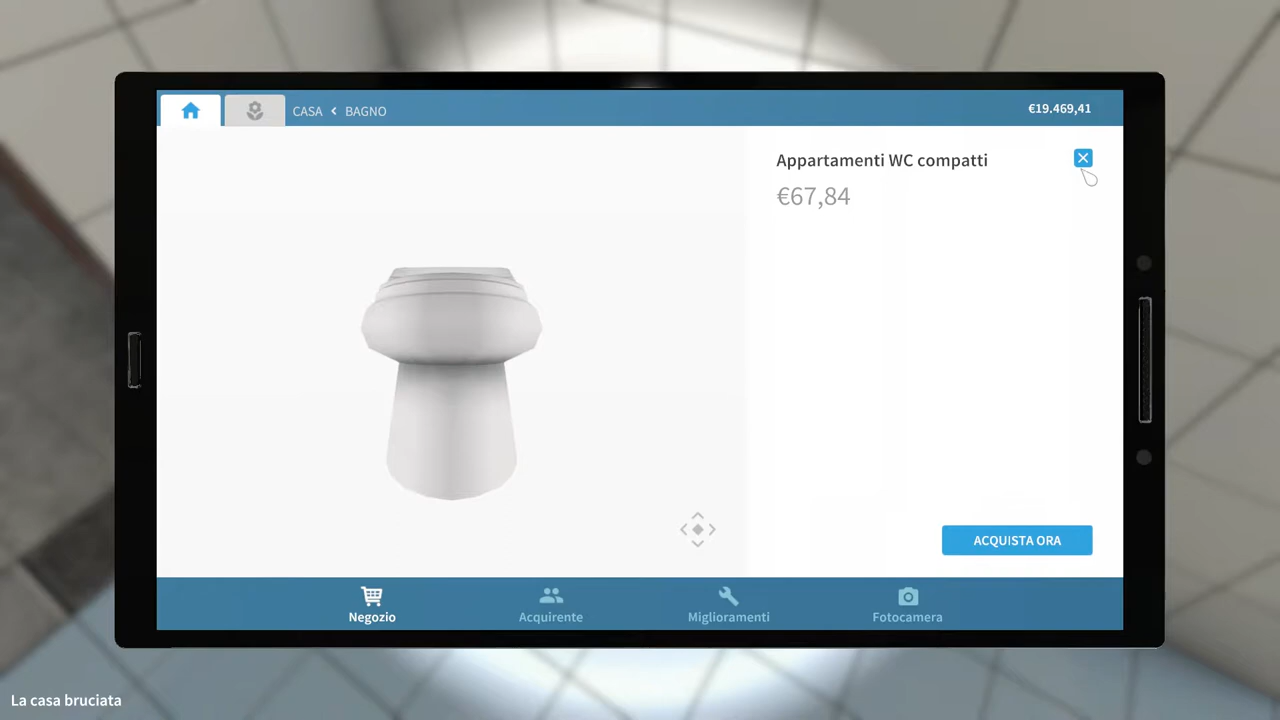 CASA < BAGNO
€19.469,41
Appartamenti WC compatti
€67,84
ACQUISTA ORA
Negozio
Acquirente
Miglioramenti
Fotocamera
La casa bruciata